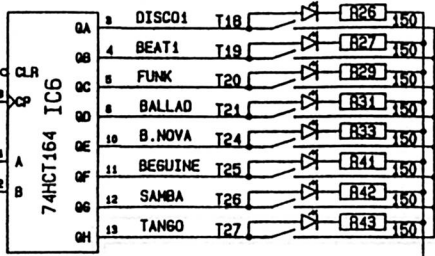 QA 3 DISCO1 T18 R26 150
QB 4 BEAT1 T19 R27 150
CLR QC 5 FUNK T20 R29 150
CP QD 6 BALLAD T21 R31 150
QE 10 B.NOVA T24 R33 150
A QF 11 BEGUINE T25 R41 150
B QG 12 SAMBA T26 R42 150
QH 13 TANGO T27 R43 150
74HCT164 IC6